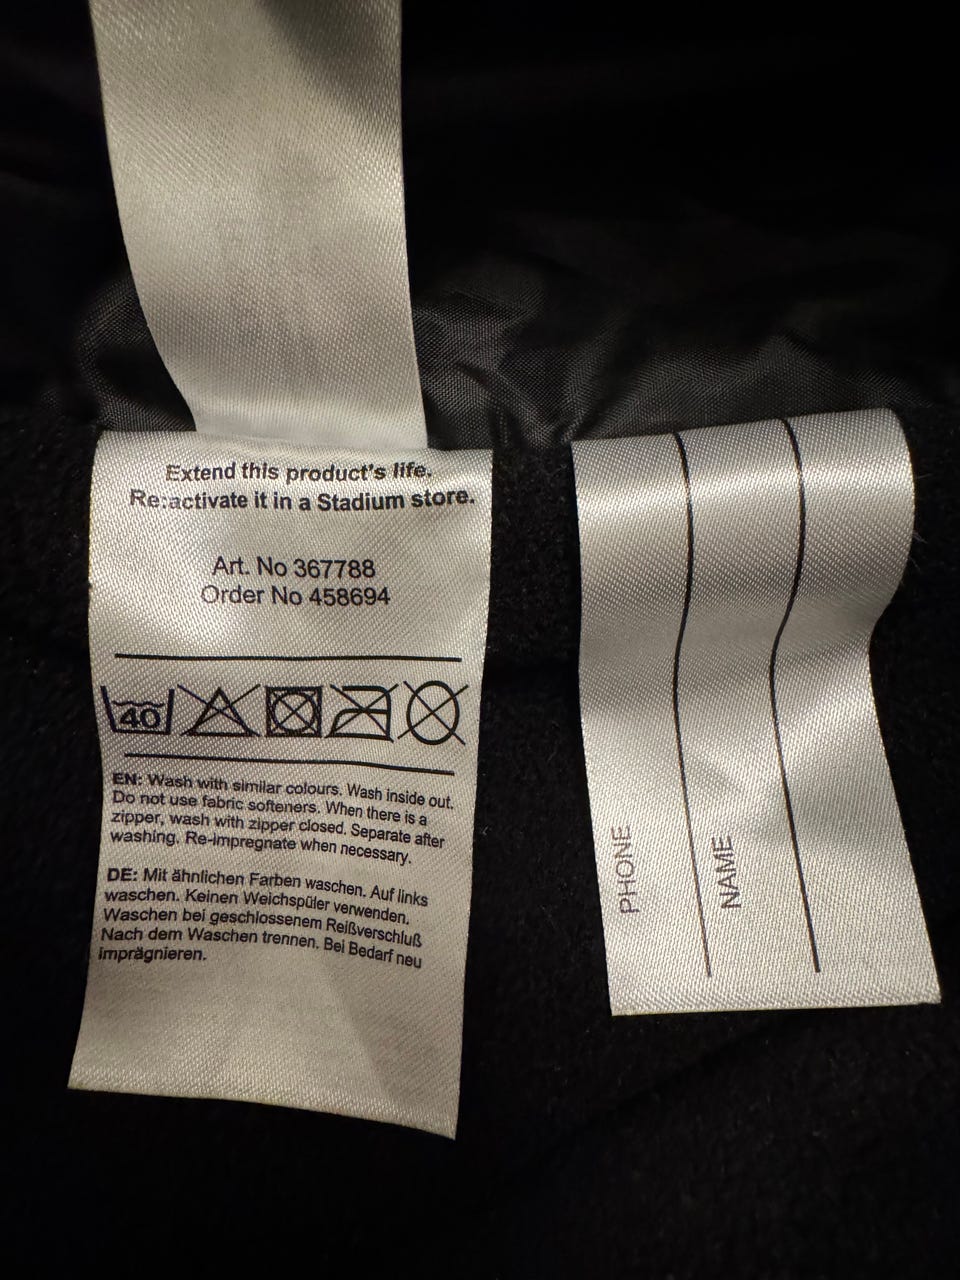 Extend this product's life.
Re:activate it in a Stadium store.
Art. No 367788
Order No 458694
40
EN: Wash with similar colours. Wash inside out.
Do not use fabric softeners. When there is a
zipper, wash with zipper closed. Separate after
washing. Re-impregnate when necessary.
DE: Mit ähnlichen Farben waschen. Auf links
waschen. Keinen Weichspüler verwenden.
Waschen bei geschlossenem Reißverschluß
Nach dem Waschen trennen. Bei Bedarf neu
imprägnieren.
PHONE
NAME